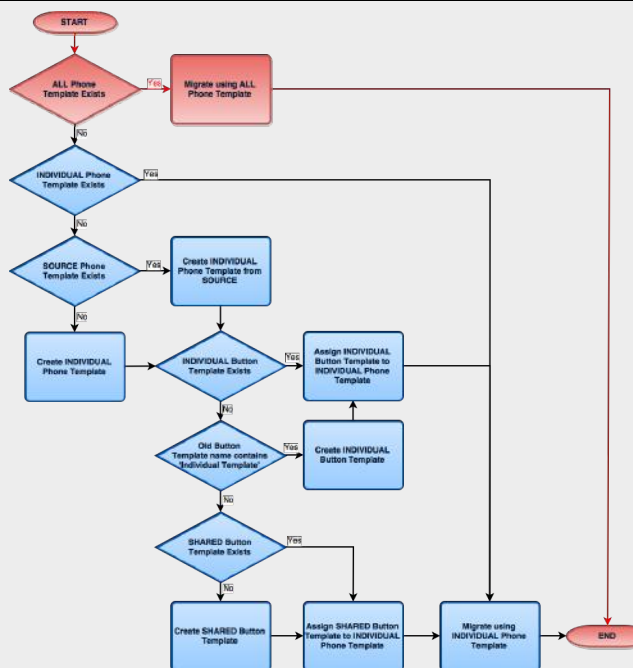 START
ALL Phone
Template Exists
Yes
Migrate using ALL
Phone Template
No
INDIVIDUAL Phone
Template Exists
Yes
No
SOURCE Phone
Template Exists
Yes
Create INDIVIDUAL
Phone Template from
SOURCE
No
Create INDIVIDUAL
Phone Template
INDIVIDUAL Button
Template Exists
Yes
Assign INDIVIDUAL
Button Template to
INDIVIDUAL Phone
Template
No
Old Button
Template name contains
'Individual Template'
Yes
Create INDIVIDUAL
Button Template
No
SHARED Button
Template Exists
Yes
No
Create SHARED Button
Template
Assign SHARED Button
Template to INDIVIDUAL
Phone Template
Migrate using
INDIVIDUAL Phone
Template
END